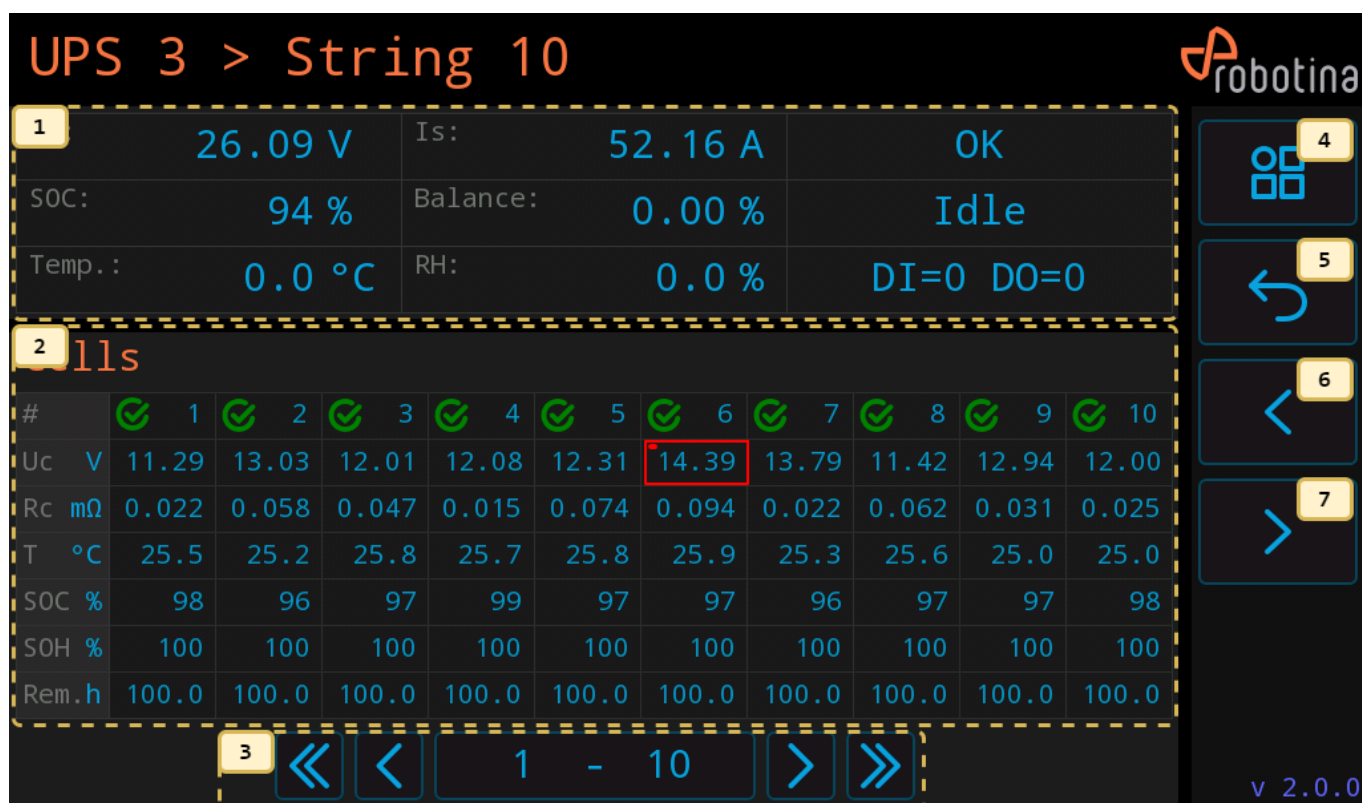 UPS 3 > String 10
robotina
1
26.09 V Is: 52.16 A OK
4
SOC: 94 % Balance: 0.00 % Idle
Temp.: 0.0 °C RH: 0.0 % DI=0 DO=0
5
2
lls
6
# 1 2 3 4 5 6 7 8 9 10
Uc V 11.29 13.03 12.01 12.08 12.31 14.39 13.79 11.42 12.94 12.00
Rc mΩ 0.022 0.058 0.047 0.015 0.074 0.094 0.022 0.062 0.031 0.025
7
T °C 25.5 25.2 25.8 25.7 25.8 25.9 25.3 25.6 25.0 25.0
SOC % 98 96 97 99 97 97 96 97 97 98
SOH % 100 100 100 100 100 100 100 100 100 100
Rem.h 100.0 100.0 100.0 100.0 100.0 100.0 100.0 100.0 100.0 100.0
3
1 - 10
v 2.0.0